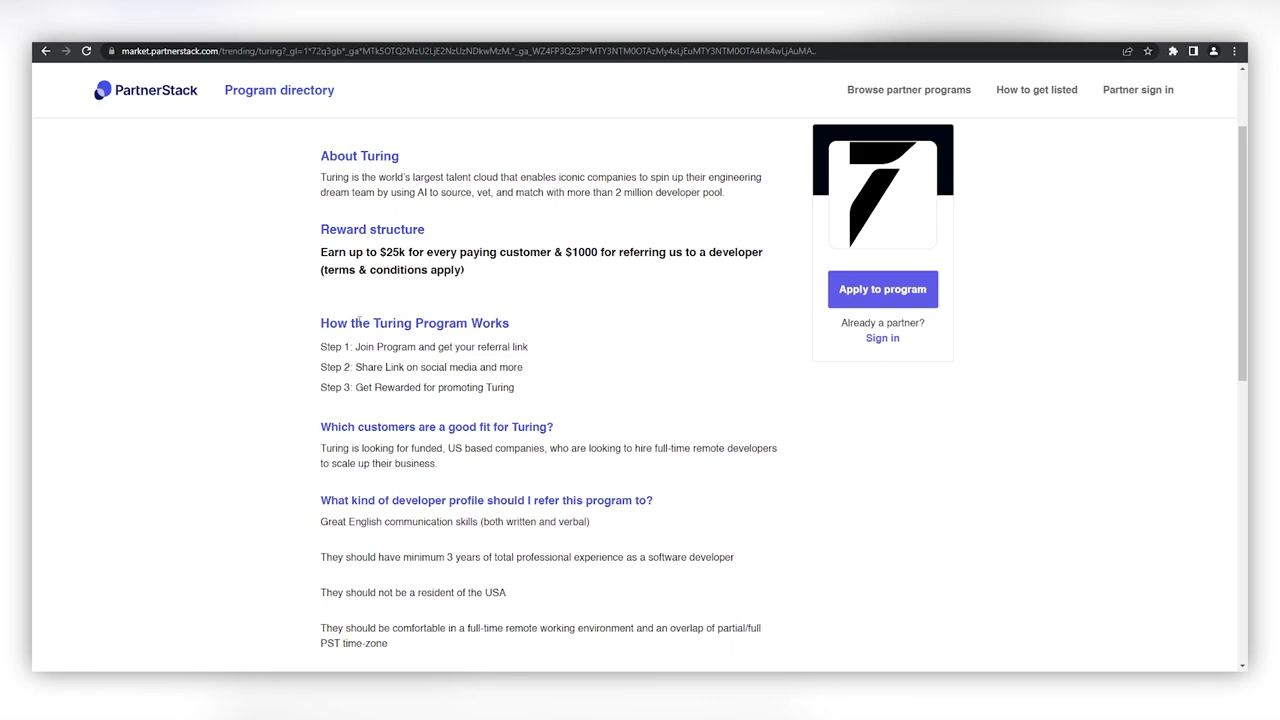 market.partnerstack.com/trending/turing?_gl=1*72q3gb*_ga*
PartnerStack
Program directory
Browse partner programs
How to get listed
Partner sign in
About Turing
Turing is the world's largest talent cloud that enables iconic companies to spin up their engineering
dream team by using AI to source, vet, and match with more than 2 million developer pool.
Reward structure
Earn up to $25k for every paying customer & $1000 for referring us to a developer
(terms & conditions apply)
Apply to program
Already a partner?
Sign in
How the Turing Program Works
Step 1: Join Program and get your referral link
Step 2: Share Link on social media and more
Step 3: Get Rewarded for promoting Turing
Which customers are a good fit for Turing?
Turing is looking for funded, US based companies, who are looking to hire full-time remote developers
to scale up their business.
What kind of developer profile should I refer this program to?
Great English communication skills (both written and verbal)
They should have minimum 3 years of total professional experience as a software developer
They should not be a resident of the USA
They should be comfortable in a full-time remote working environment and an overlap of partial/full
PST time-zone